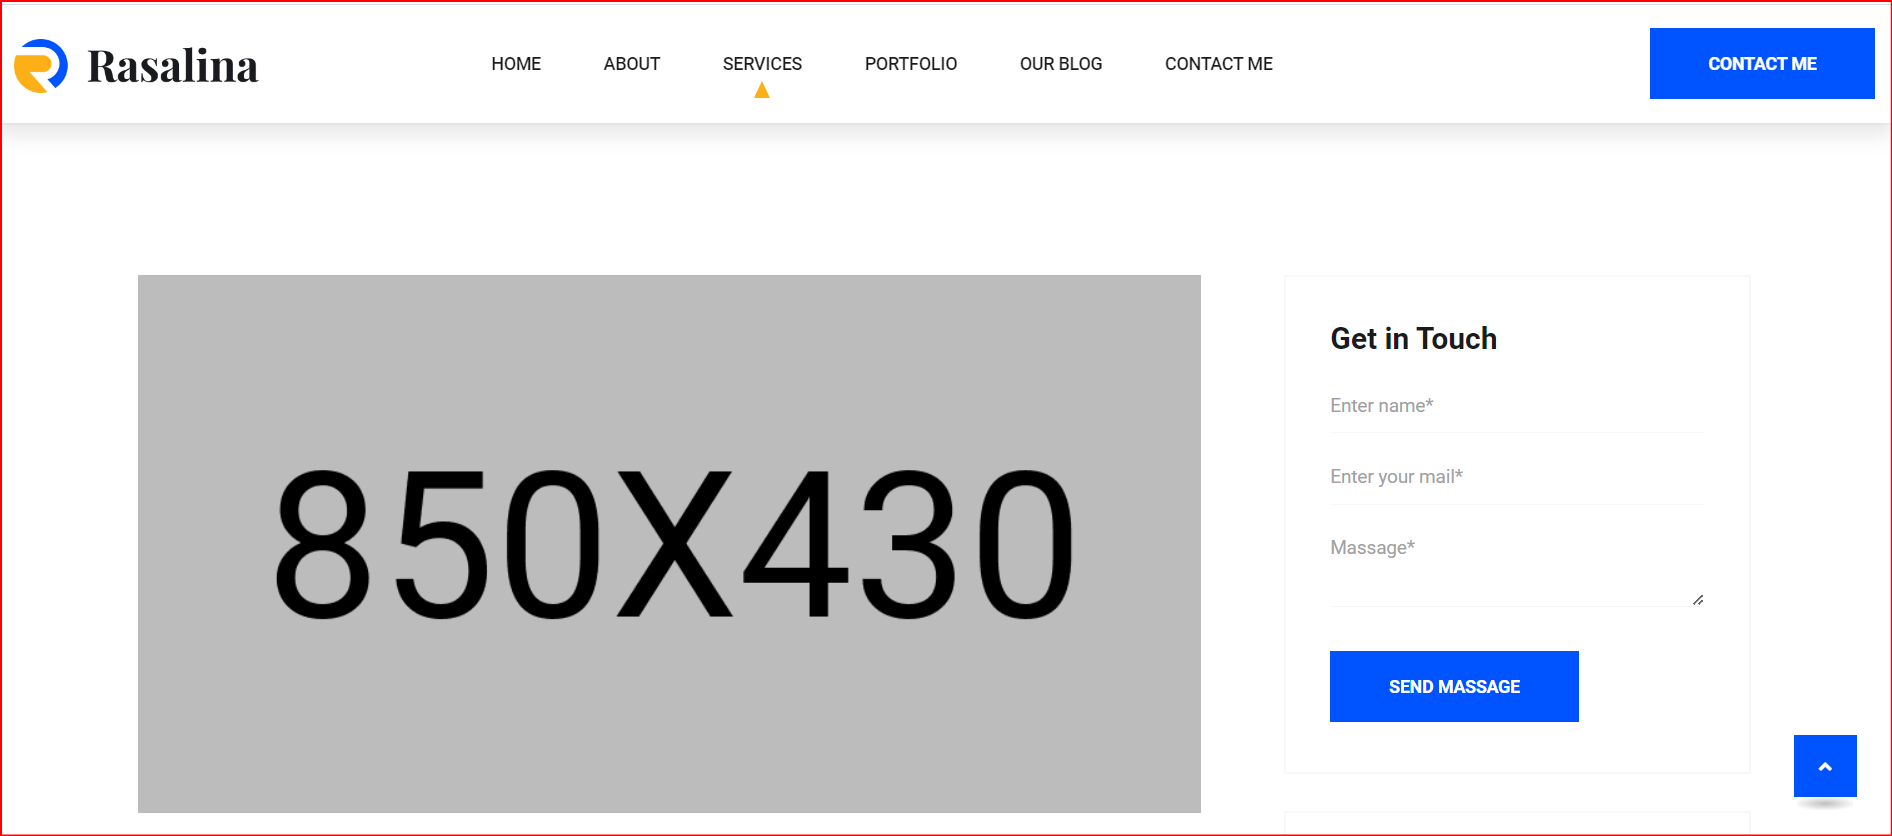 Rasalina
HOME ABOUT SERVICES PORTFOLIO OUR BLOG CONTACT ME
CONTACT ME
850X430
Get in Touch
Enter name*
Enter your mail*
Massage*
SEND MASSAGE